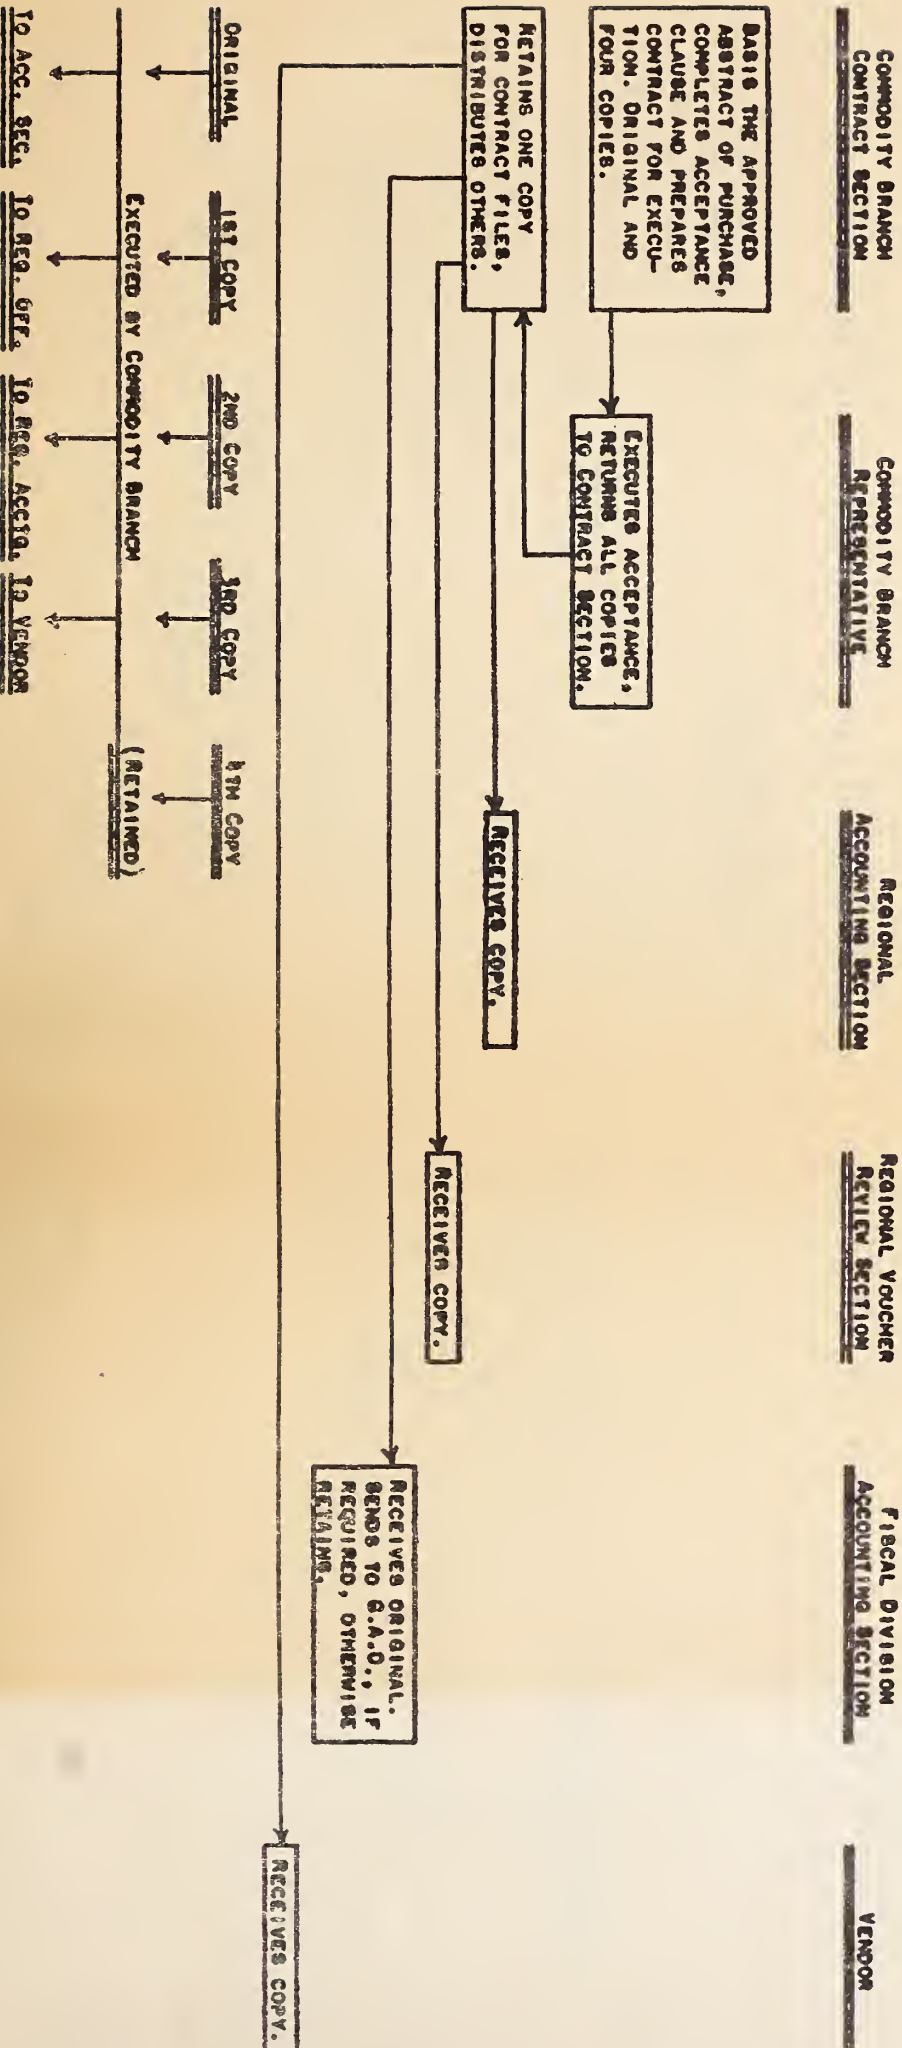 COMMODITY BRANCH
CONTRACT SECTION
COMMODITY BRANCH
REPRESENTATIVE
REGIONAL
ACCOUNTING SECTION
REGIONAL VOUCHER
REVIEW SECTION
FISCAL DIVISION
ACCOUNTING SECTION
VENDOR
BASIS THE APPROVED
ABSTRACT OF PURCHASE,
COMPLETES ACCEPTANCE
CLAUSE AND PREPARES
CONTRACT FOR EXECU-
TION. ORIGINAL AND
FOUR COPIES.
EXECUTES ACCEPTANCE,
RETURNS ALL COPIES
TO CONTRACT SECTION.
RETAINS ONE COPY
FOR CONTRACT FILES,
DISTRIBUTES OTHERS.
RECEIVES COPY.
RECEIVES COPY.
RECEIVES ORIGINAL.
SENDS TO G.A.O., IF
REQUIRED, OTHERWISE
RETAINS.
RECEIVES COPY.
ORIGINAL 1ST COPY 2ND COPY 3RD COPY 4TH COPY
EXECUTED BY COMMODITY BRANCH (RETAINED)
TO ACC. SEC. TO REG. OFF. TO REG. ACCTG. TO VENDOR